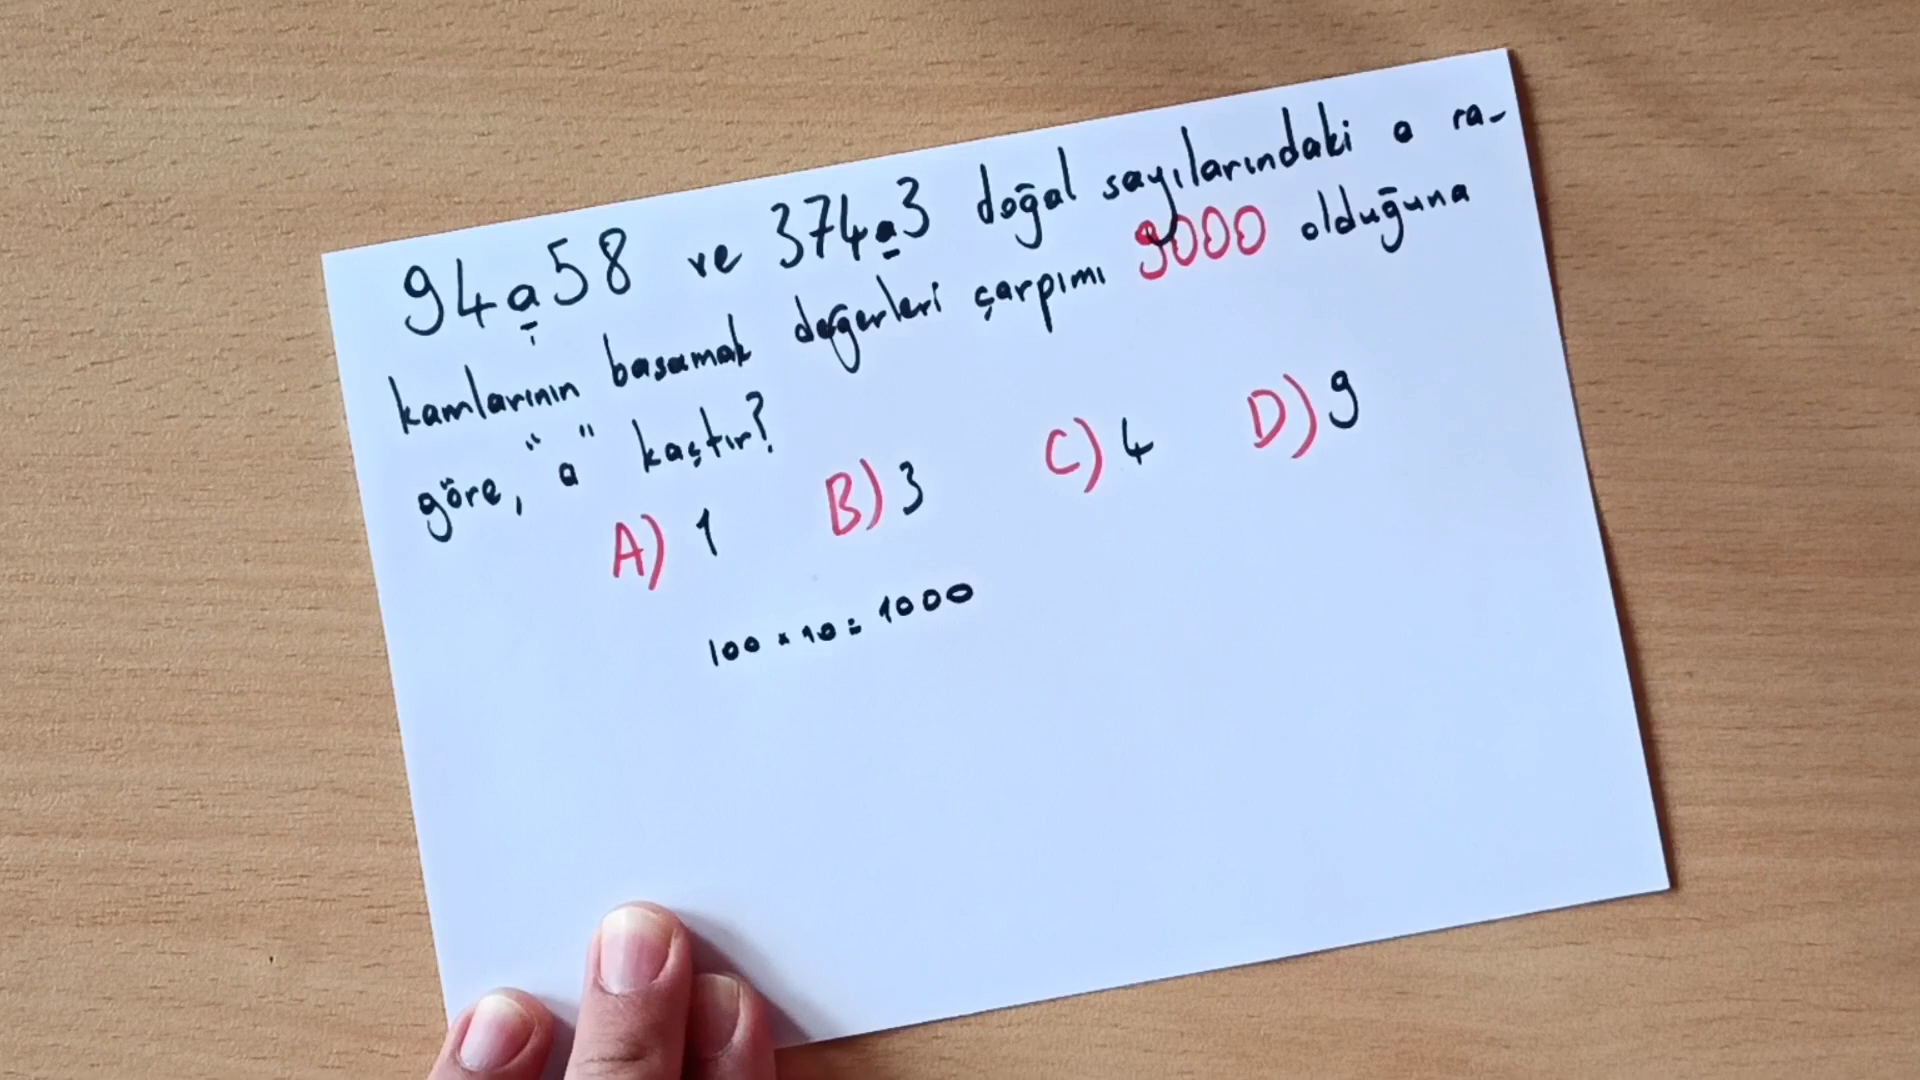 94a58 ve 374a3 doğal sayılarındaki a ra-
kamlarının basamak değerleri çarpımı 9000 olduğuna
göre, "a" kaçtır?
A) 1 B) 3 C) 4 D) 9
100 x 10 = 1000